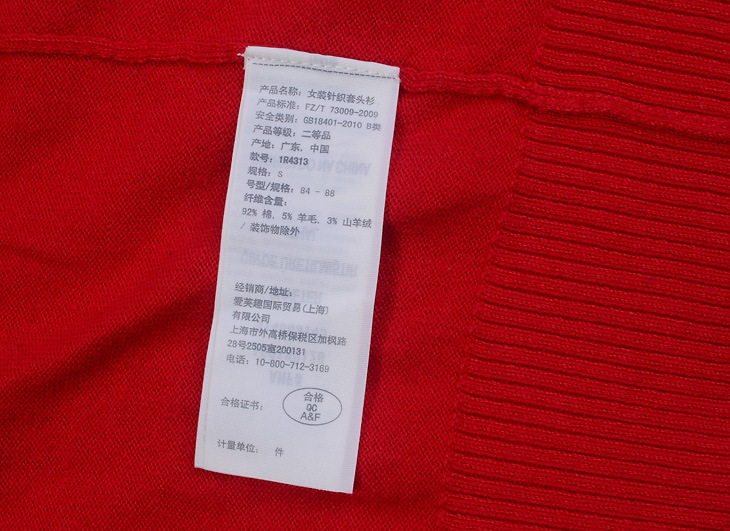 产品名称：女装针织套头衫
产品标准：FZ/T 73009-2009
安全类别：GB18401-2010 B类
产品等级：二等品
产地：广东，中国
款号：1R4313
规格：S
号型/规格：84 - 88
纤维含量：
92% 棉，5% 羊毛，3% 山羊绒
/ 装饰物除外
经销商/地址：
爱芙趣国际贸易(上海)
有限公司
上海市外高桥保税区加枫路
28号2505室200131
电话：10-800-712-3169
合格证书：
合格
QC
A&F
计量单位： 件